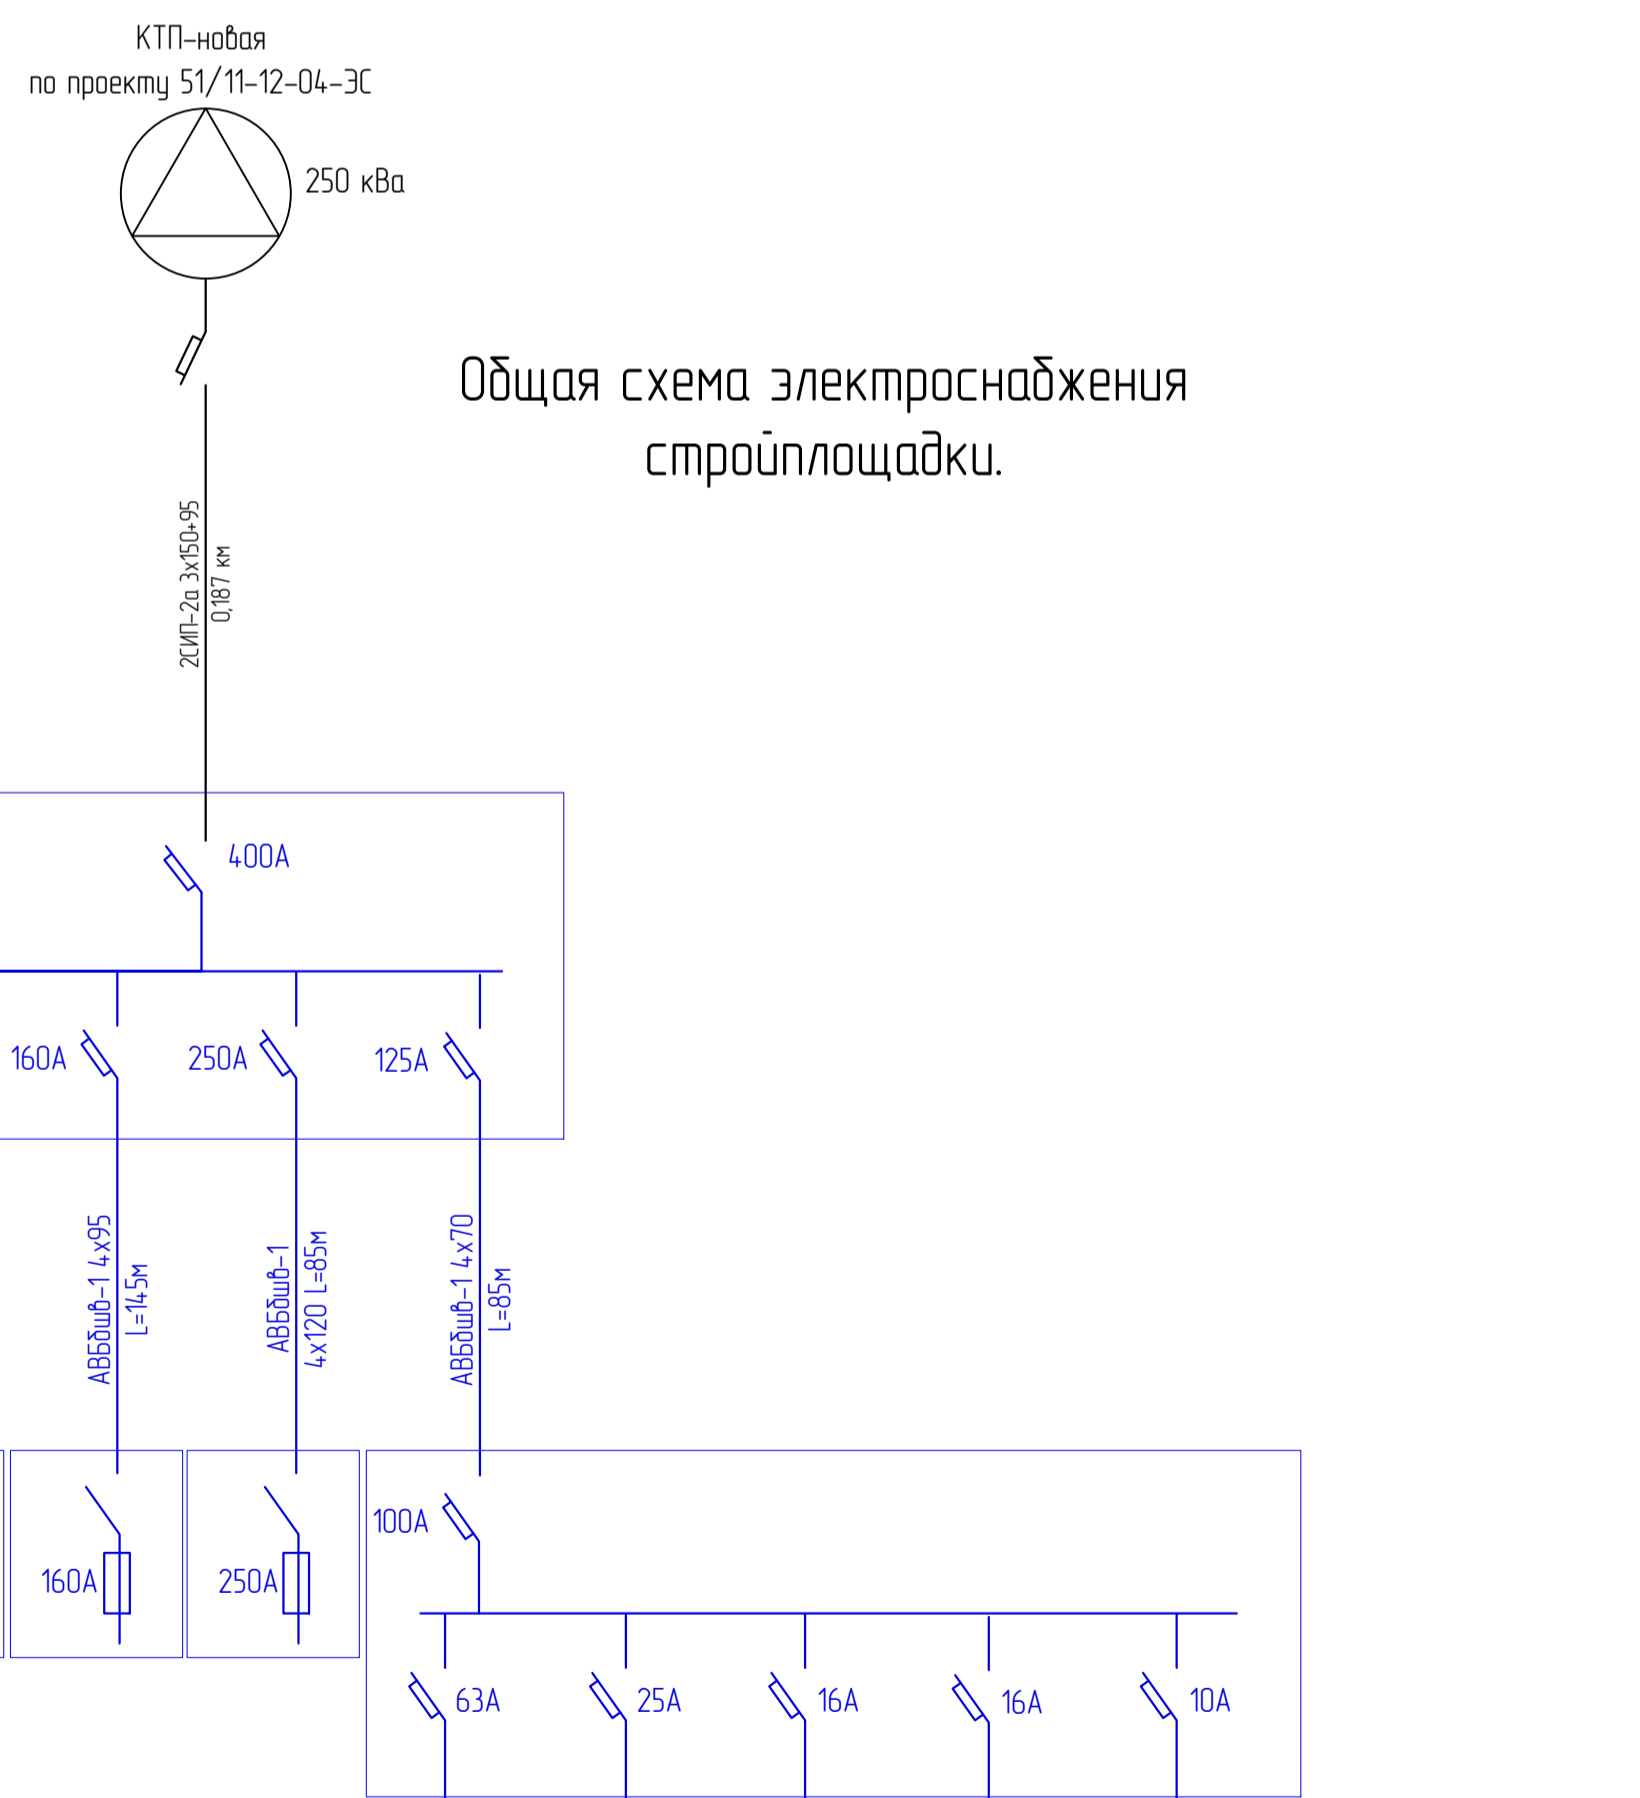 КТП-новая
по проекту 51/11-12-04-ЭС
250 кВа
Общая схема электроснабжения
стройплощадки.
2СИП-2а 3х150+95
0,187 км
400А
160А
250А
125А
АВБбшв-1 4х95
L=145м
АВБбшв-1
4х120 L=85м
АВБбшв-1 4х70
L=85м
100А
160А
250А
63А
25А
16А
16А
10А